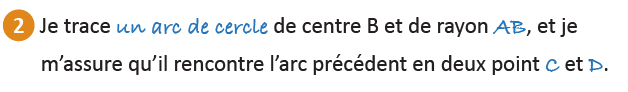 2 Je trace un arc de cercle de centre B et de rayon AB, et je
m’assure qu’il rencontre l’arc précédent en deux point C et D.